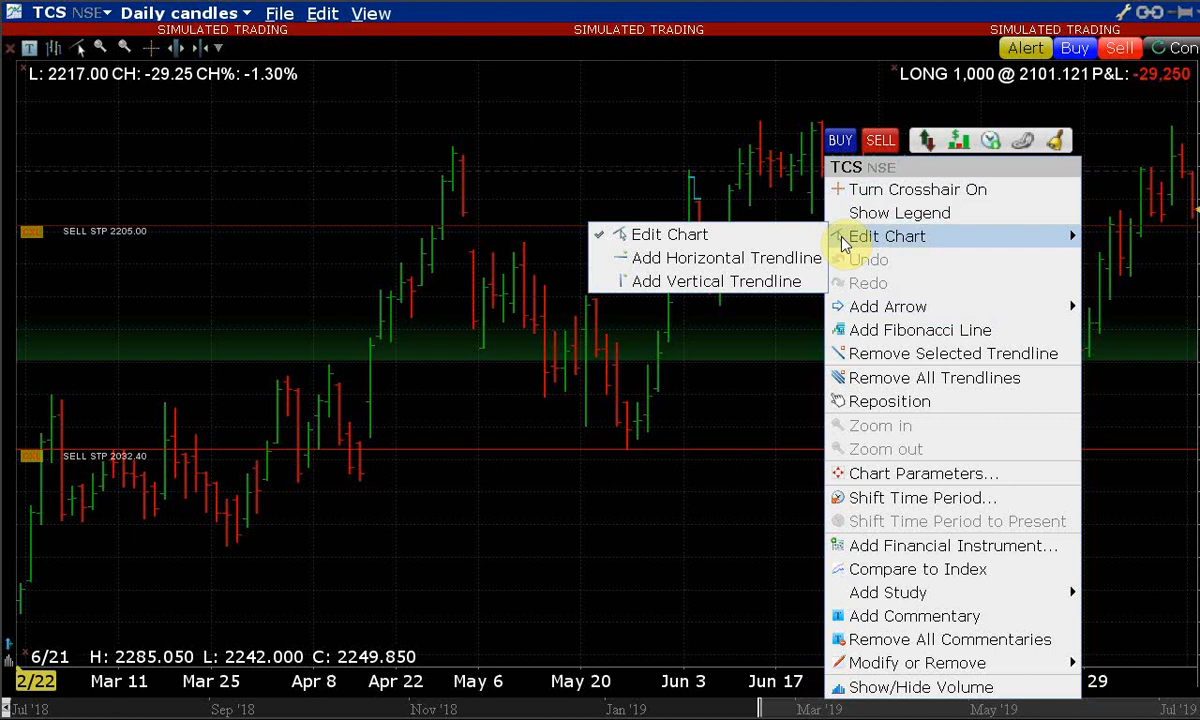 TCS NSE Daily candles File Edit View
SIMULATED TRADING SIMULATED TRADING SIMULATED TRADING
T Alert Buy Sell Con
L: 2217.00 CH: -29.25 CH%: -1.30% LONG 1,000 @ 2101.121 P&L: -29,250
BUY SELL
TCS NSE
Turn Crosshair On
Show Legend
Edit Chart
Undo
Redo
Add Arrow
Add Fibonacci Line
Remove Selected Trendline
Remove All Trendlines
Reposition
Zoom in
Zoom out
Chart Parameters...
Shift Time Period...
Shift Time Period to Present
Add Financial Instrument...
Compare to Index
Add Study
Add Commentary
Remove All Commentaries
Modify or Remove
Show/Hide Volume
Edit Chart
Add Horizontal Trendline
Add Vertical Trendline
SELL STP 2205.00
SELL STP 2032.40
6/21 H: 2285.050 L: 2242.000 C: 2249.850
2/22 Mar 11 Mar 25 Apr 8 Apr 22 May 6 May 20 Jun 3 Jun 17 29
Jul '18 Sep '18 Nov '18 Jan '19 Mar '19 May '19 Jul '19